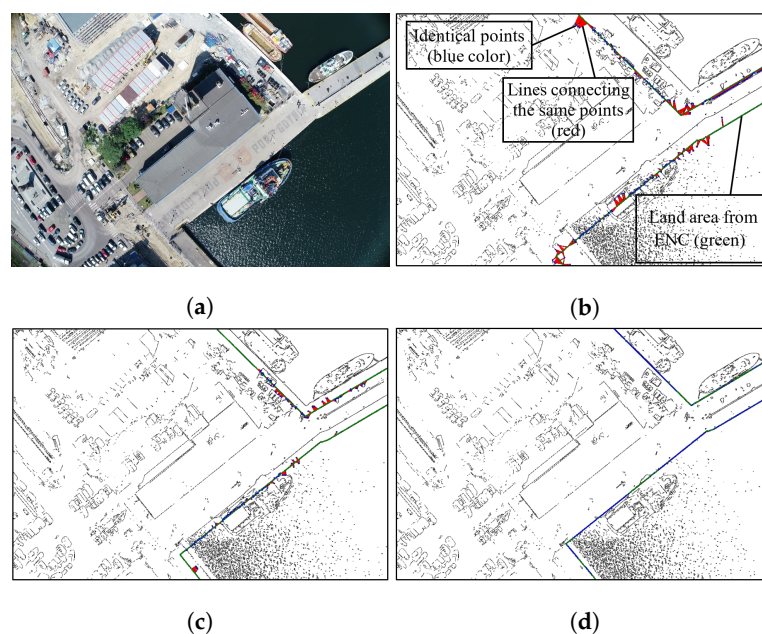 Identical points
(blue color)
Lines connecting
the same points
(red)
Land area from
ENC (green)
(a)
(b)
(c)
(d)